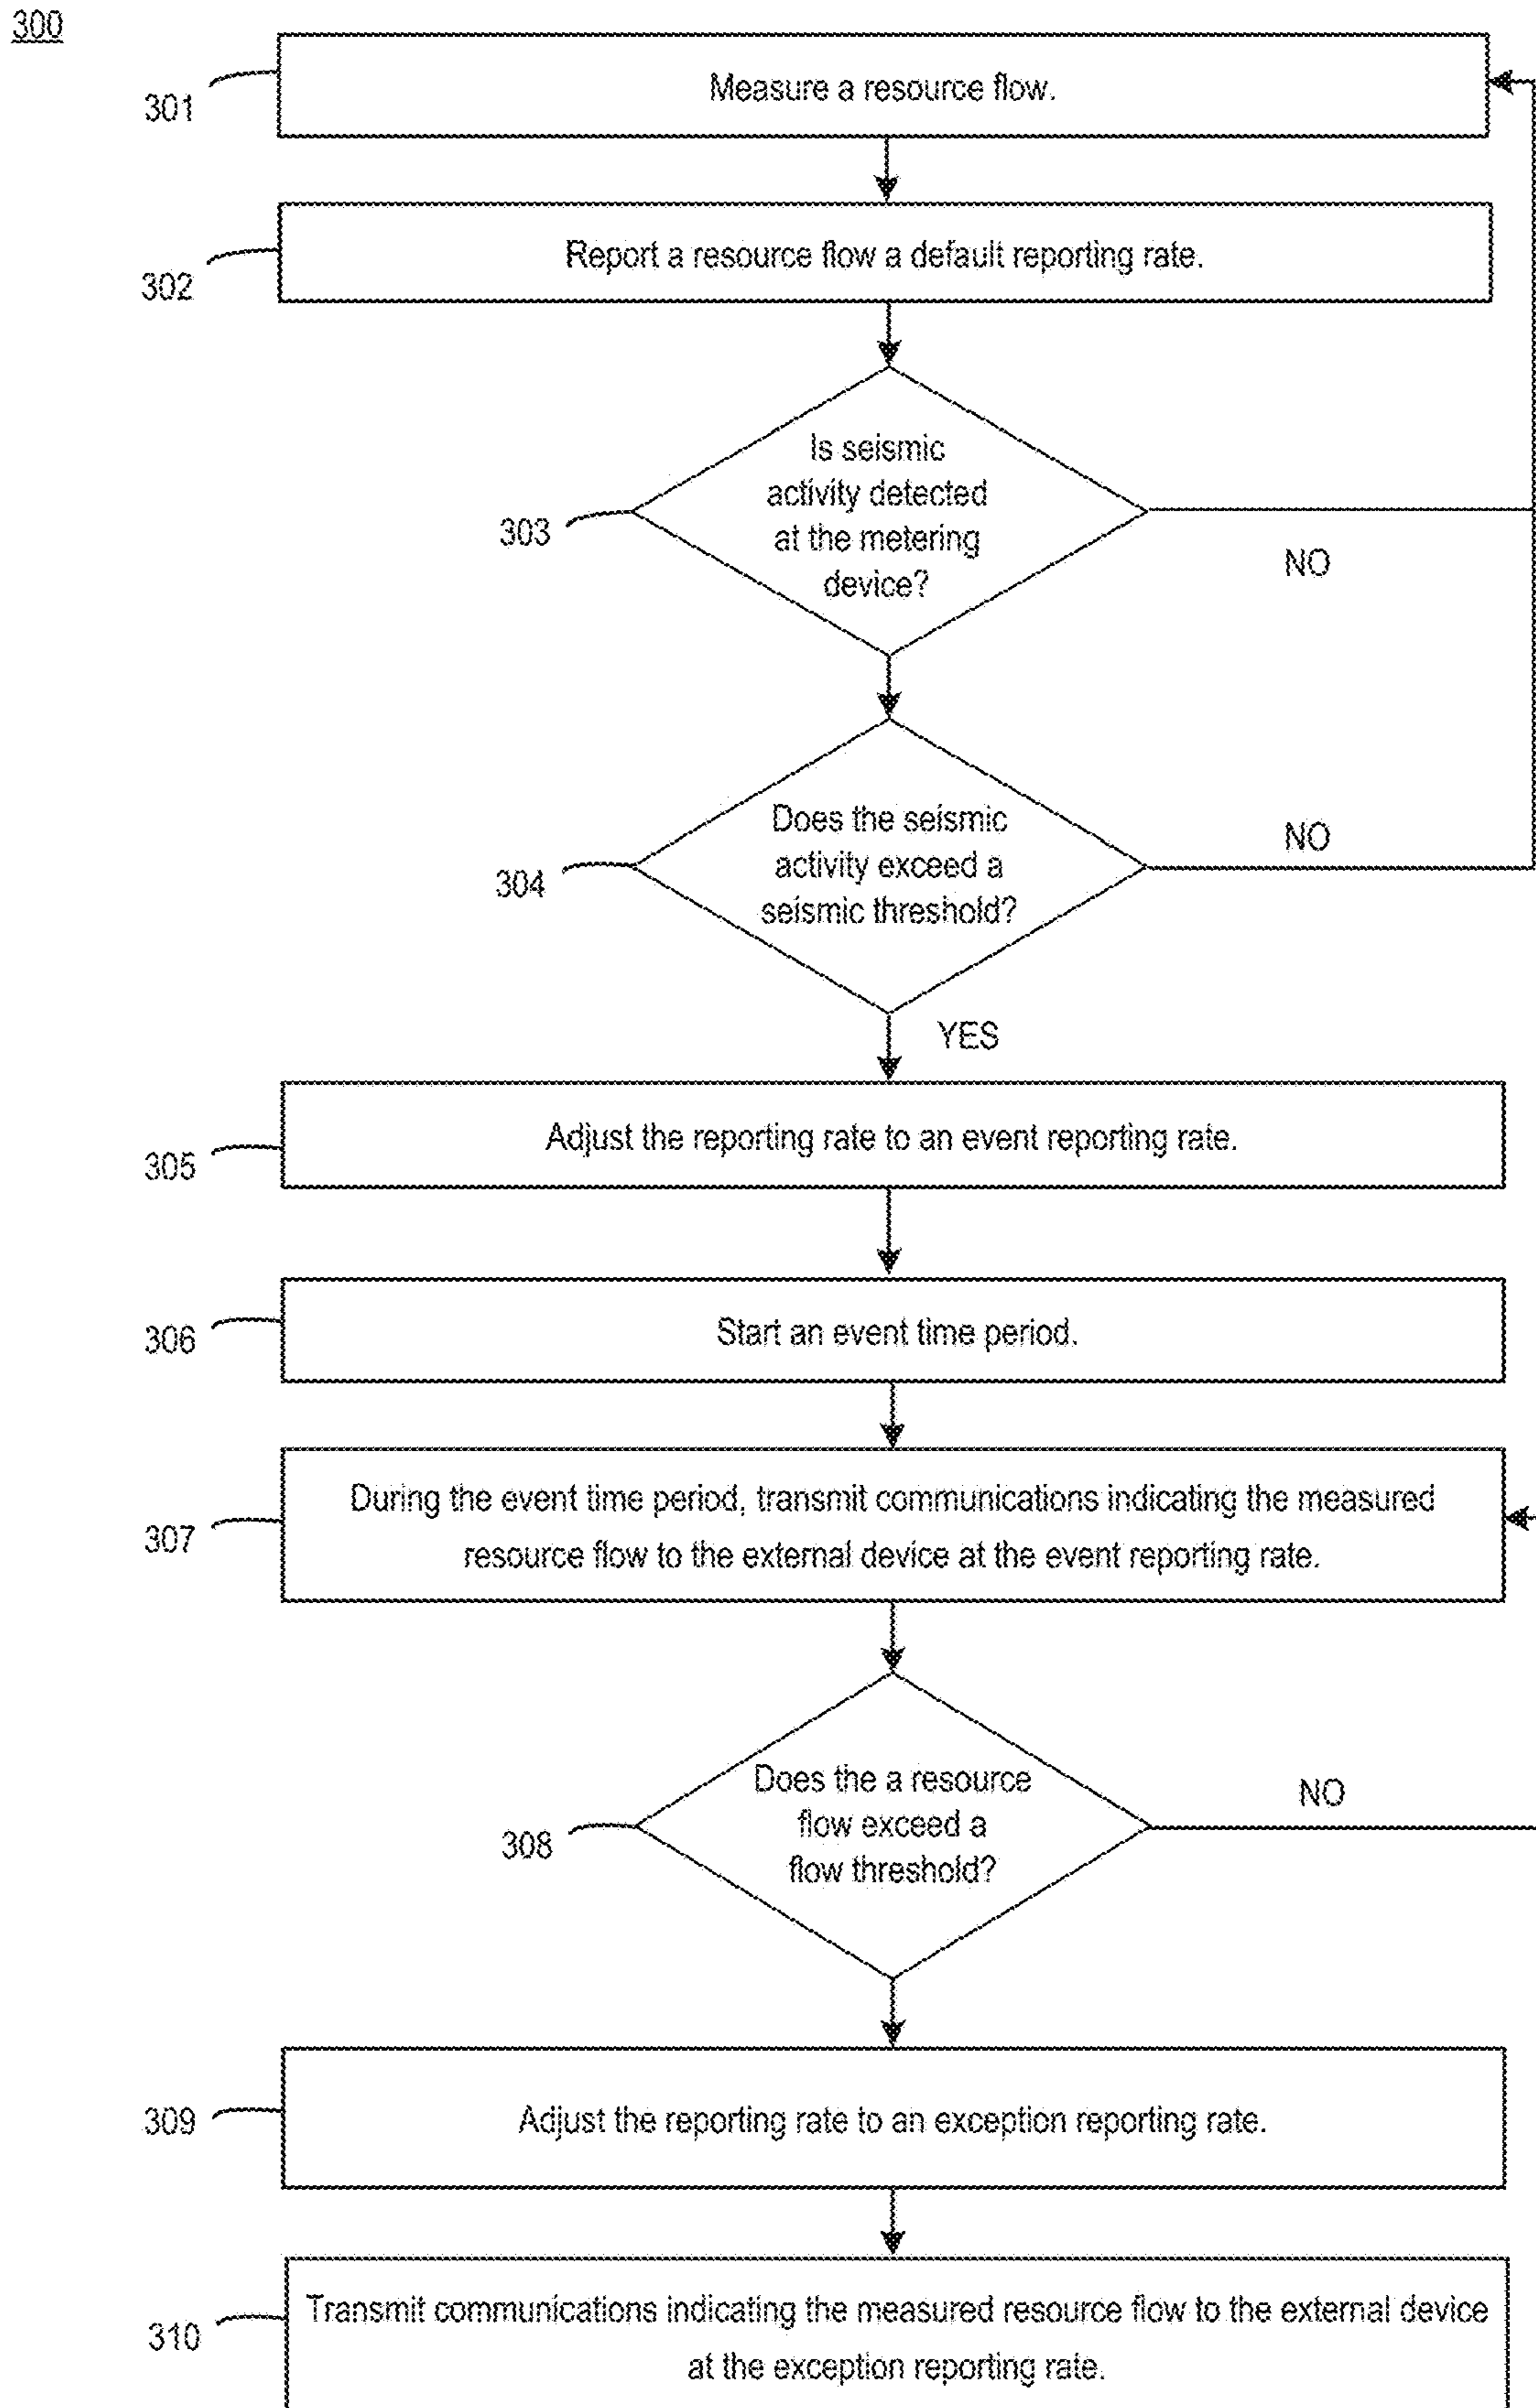 300
Measure a resource flow.
301
Report a resource flow a default reporting rate.
302
Is seismic
activity detected
at the metering
device?
303
NO
Does the seismic
activity exceed a
seismic threshold?
304
NO
YES
Adjust the reporting rate to an event reporting rate.
305
Start an event time period.
306
During the event time period, transmit communications indicating the measured
resource flow to the external device at the event reporting rate.
307
Does the a resource
flow exceed a
flow threshold?
308
NO
Adjust the reporting rate to an exception reporting rate.
309
Transmit communications indicating the measured resource flow to the external device
at the exception reporting rate.
310